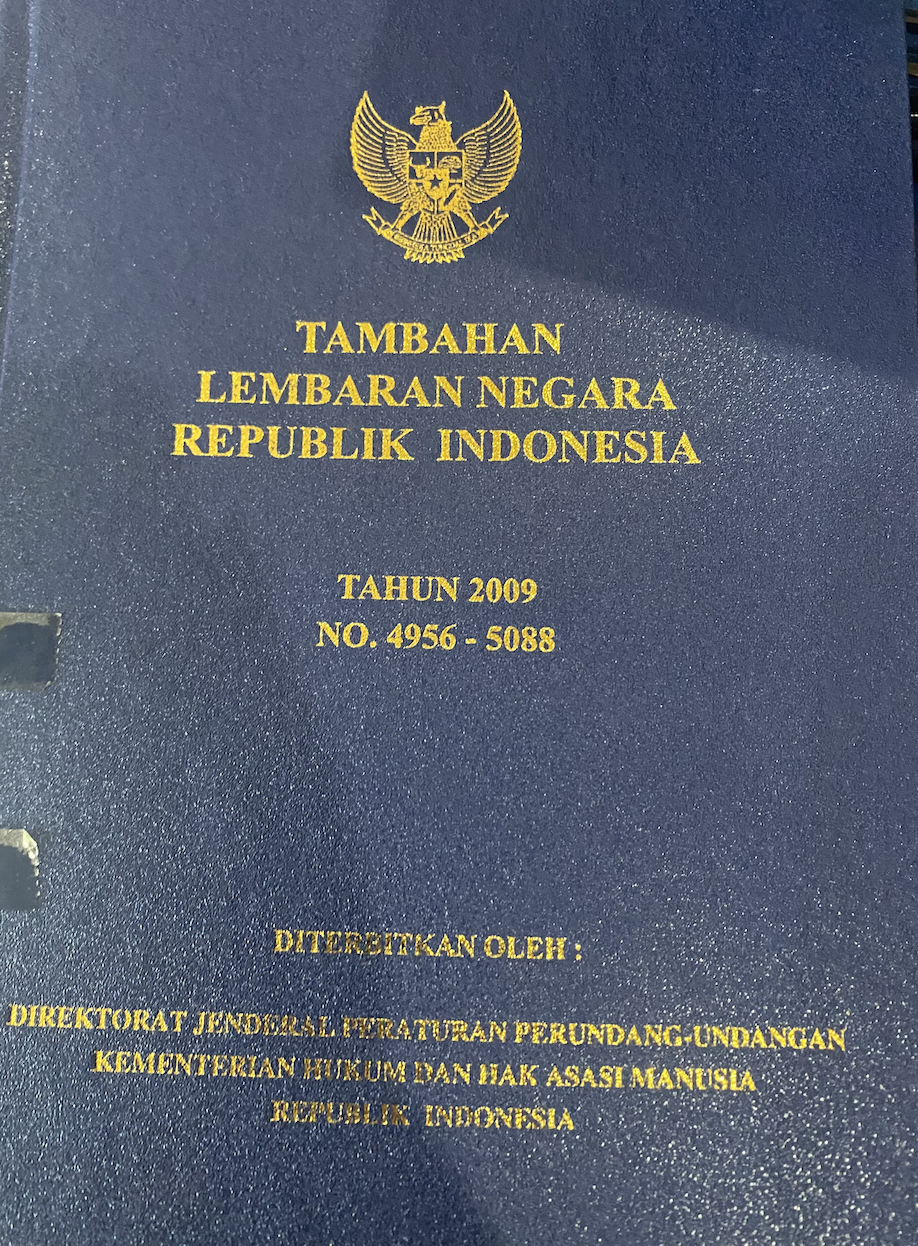 TAMBAHAN
LEMBARAN NEGARA
REPUBLIK INDONESIA
TAHUN 2009
NO. 4956 - 5088
DITERBITKAN OLEH :
DIREKTORAT JENDERAL PERATURAN PERUNDANG-UNDANGAN
KEMENTERIAN HUKUM DAN HAK ASASI MANUSIA
REPUBLIK INDONESIA